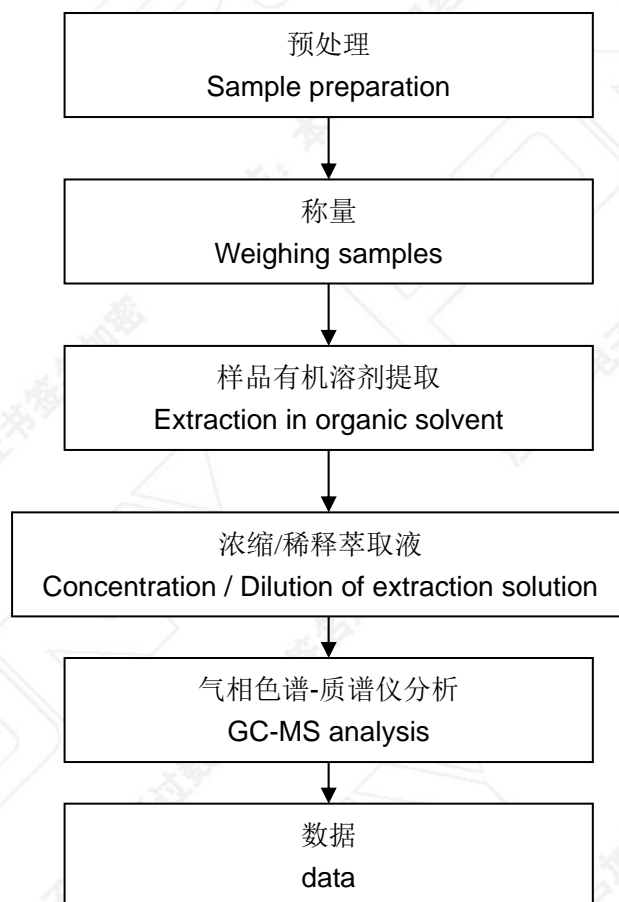 预处理
Sample preparation
称量
Weighing samples
样品有机溶剂提取
Extraction in organic solvent
浓缩/稀释萃取液
Concentration / Dilution of extraction solution
气相色谱-质谱仪分析
GC-MS analysis
数据
data